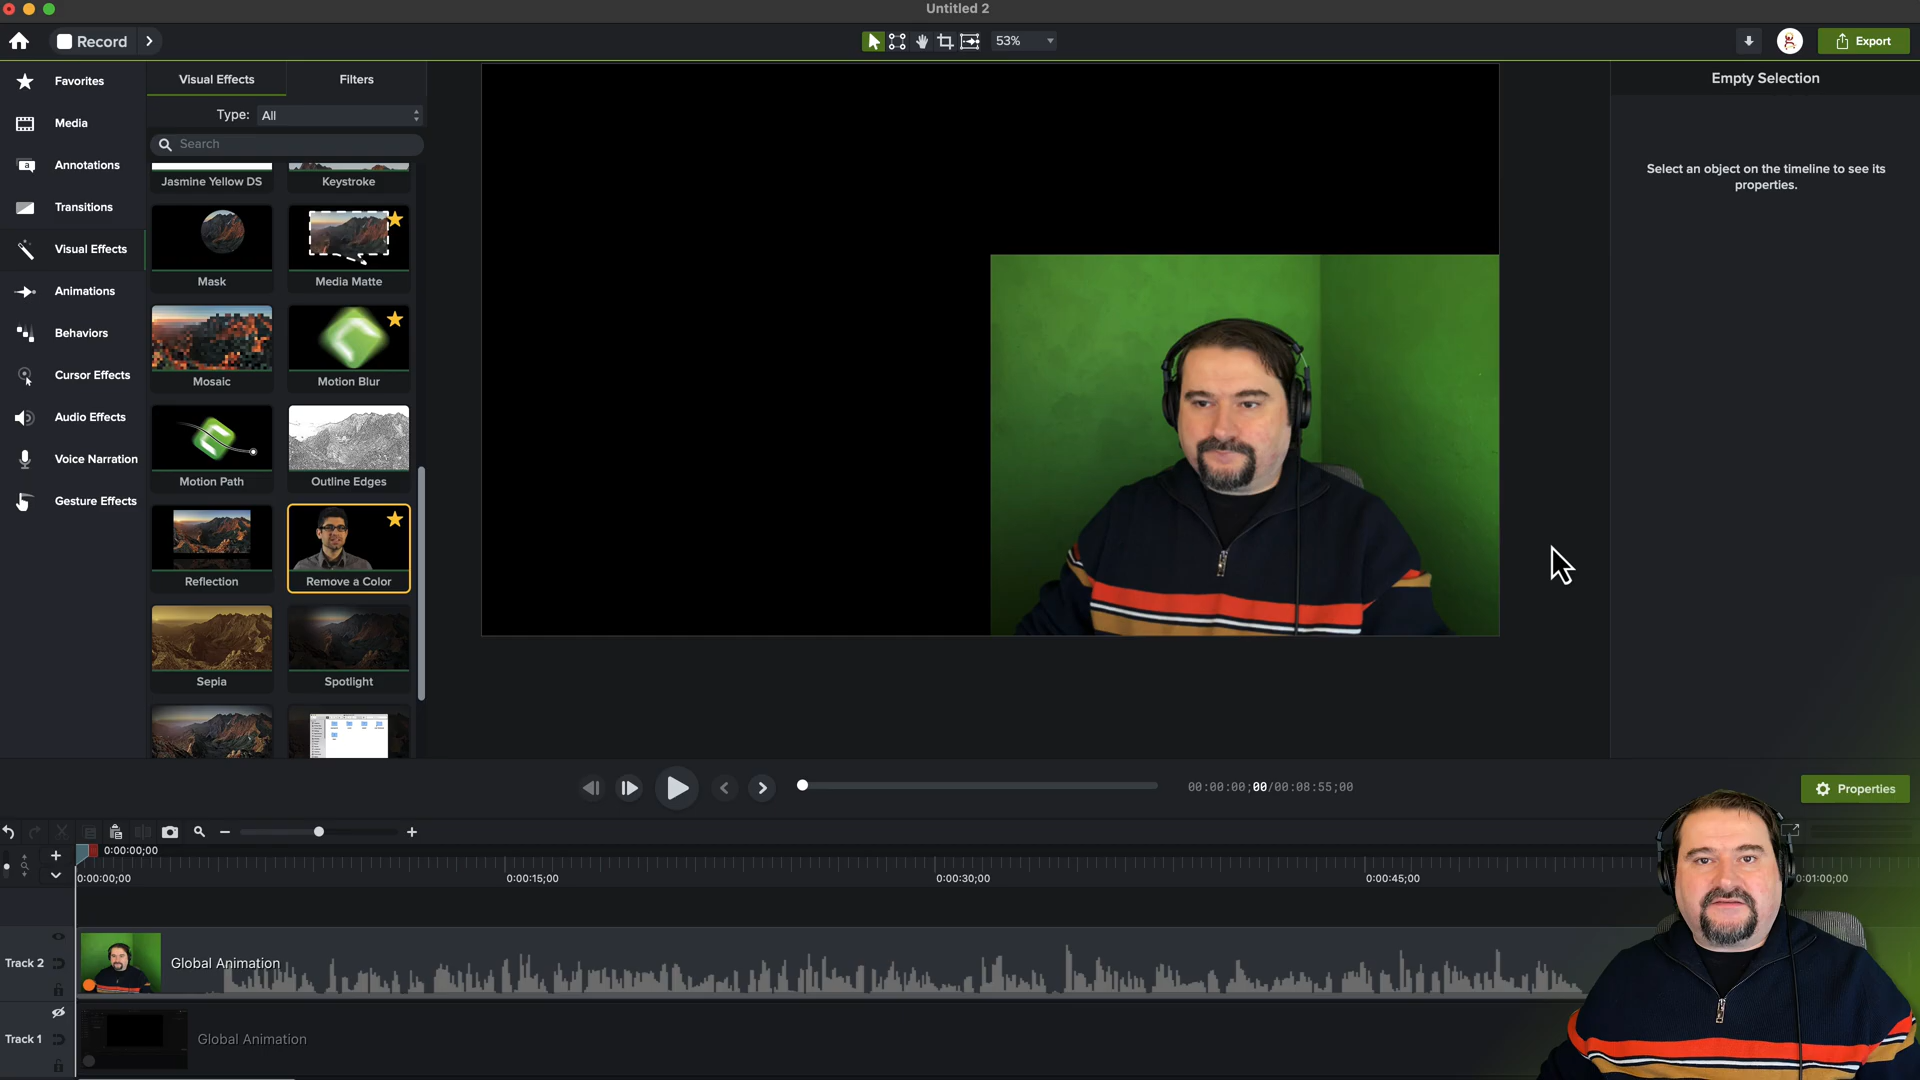 Untitled 2
Record
53%
Export
Favorites
Media
Annotations
Transitions
Visual Effects
Animations
Behaviors
Cursor Effects
Audio Effects
Voice Narration
Gesture Effects
Visual Effects Filters
Type: All
Search
Jasmine Yellow DS Keystroke
Mask Media Matte
Mosaic Motion Blur
Motion Path Outline Edges
Reflection Remove a Color
Sepia Spotlight
Empty Selection
Select an object on the timeline to see its
properties.
00:00:00;00/00:08:55;00
Properties
0:00:00;00
0:00:00;00 0:00:15;00 0:00:30;00 0:00:45;00 0:01:00;00
Track 2 Global Animation
Track 1 Global Animation